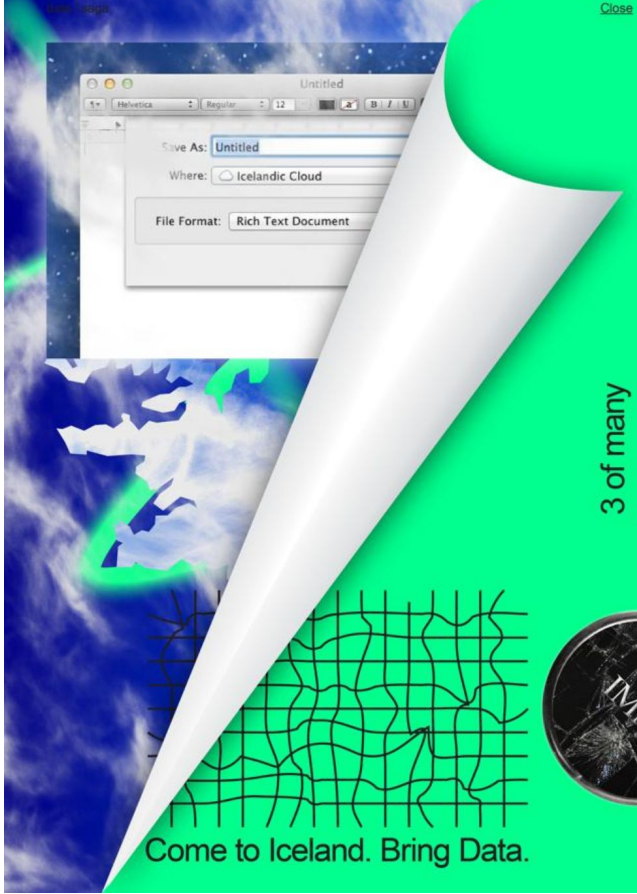 Close
Untitled
Helvetica Regular 12 B I U
Save As: Untitled
Where: Icelandic Cloud
File Format: Rich Text Document
3 of many
IM
Come to Iceland. Bring Data.